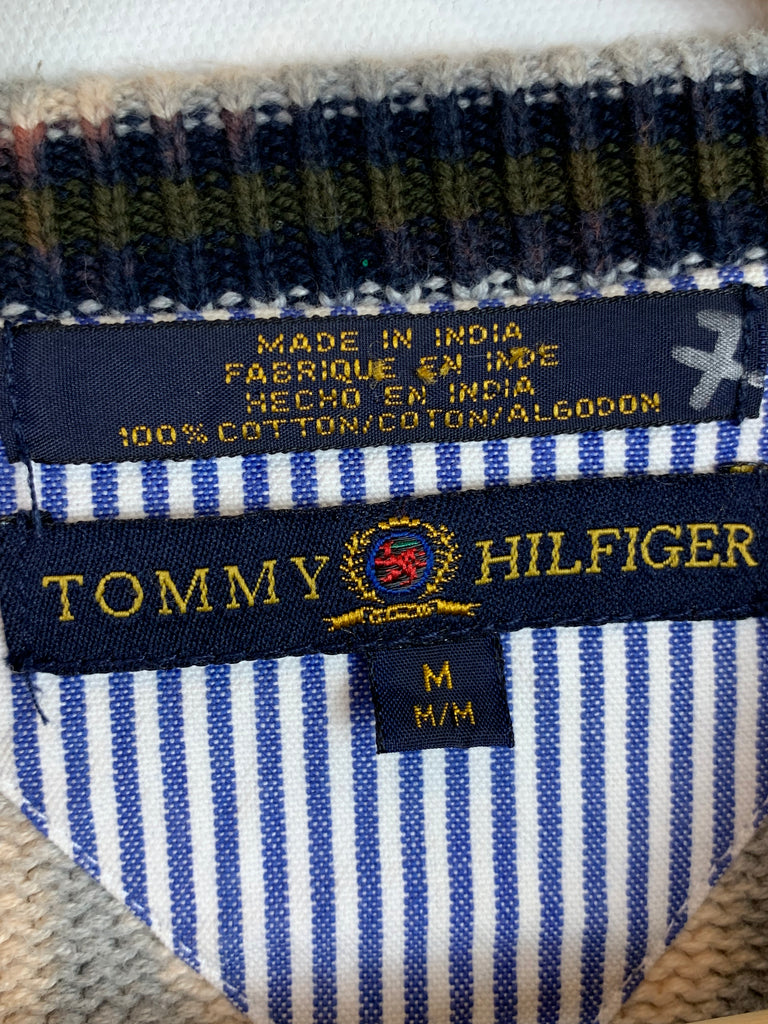 MADE IN INDIA
FABRIQUE EN INDE
HECHO EN INDIA
100% COTTON/COTON/ALGODON
TOMMY HILFIGER
M
M/M